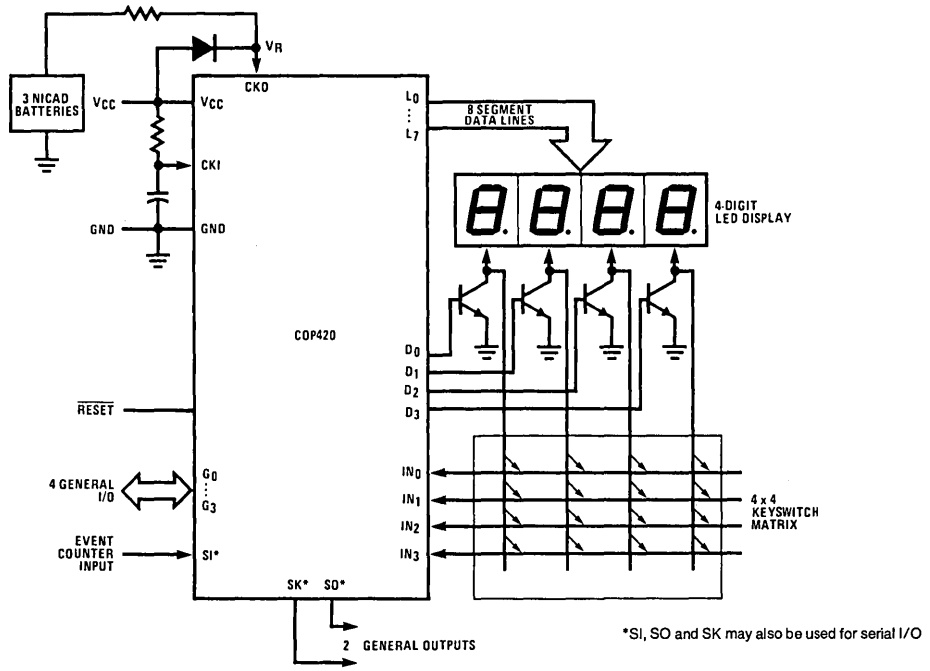 VR
CKO
3 NICAD
BATTERIES
VCC
VCC
L0
L7
8 SEGMENT
DATA LINES
CKI
GND
GND
4-DIGIT
LED DISPLAY
COP420
D0
D1
D2
D3
RESET
4 GENERAL
I/O
G0
G3
IN0
IN1
IN2
IN3
4 x 4
KEYSWITCH
MATRIX
EVENT
COUNTER
INPUT
SI*
SK* SO*
2 GENERAL OUTPUTS
*SI, SO and SK may also be used for serial I/O